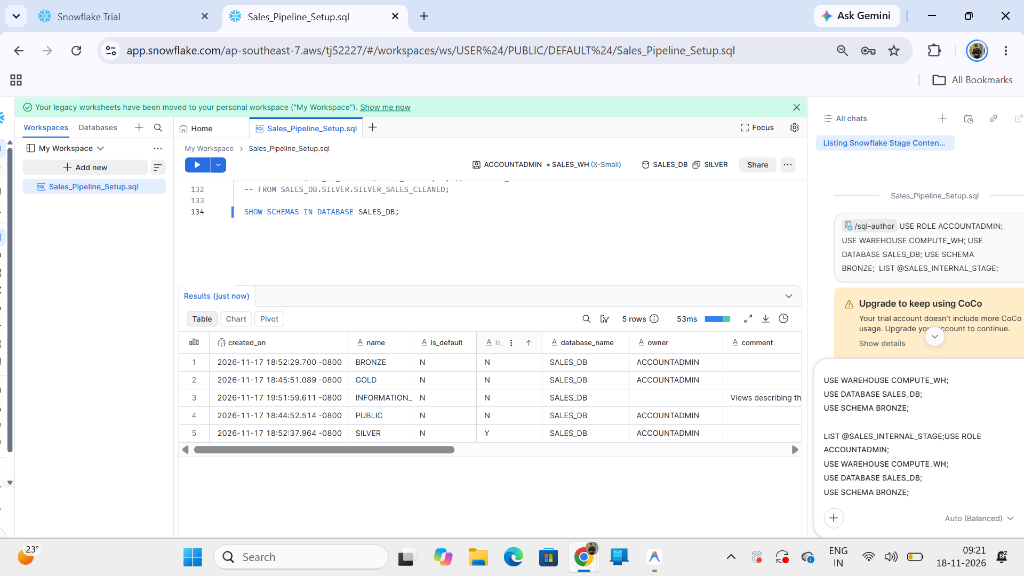 Snowflake Trial
Sales_Pipeline_Setup.sql
Ask Gemini
app.snowflake.com/ap-southeast-7.aws/tj52227/#/workspaces/ws/USER%24/PUBLIC/DEFAULT%24/Sales_Pipeline_Setup.sql
All Bookmarks
Your legacy worksheets have been moved to your personal workspace ("My Workspace"). Show me now
Workspaces Databases
My Workspace
Add new
Sales_Pipeline_Setup.sql
Home
Sales_Pipeline_Setup.sql
Focus
My Workspace > Sales_Pipeline_Setup.sql
ACCOUNTADMIN SALES_WH (X-Small) SALES_DB SILVER Share
132 -- FROM SALES_DB.SILVER.SILVER_SALES_CLEANED;
133
134 SHOW SCHEMAS IN DATABASE SALES_DB;
Results (just now)
Table Chart Pivot 5 rows 53ms
created_on name is_default is. database_name owner comment
1 2026-11-17 18:52:29.700 -0800 BRONZE N N SALES_DB ACCOUNTADMIN
2 2026-11-17 18:45:51.089 -0800 GOLD N N SALES_DB ACCOUNTADMIN
3 2026-11-17 19:51:59.611 -0800 INFORMATION_ N N SALES_DB Views describing th
4 2026-11-17 18:44:52.514 -0800 PUBLIC N N SALES_DB ACCOUNTADMIN
5 2026-11-17 18:52:37.964 -0800 SILVER N Y SALES_DB ACCOUNTADMIN
All chats
Listing Snowflake Stage Conten...
Sales_Pipeline_Setup.sql
/sql-author USE ROLE ACCOUNTADMIN;
USE WAREHOUSE COMPUTE_WH; USE
DATABASE SALES_DB; USE SCHEMA
BRONZE; LIST @SALES_INTERNAL_STAGE;
Upgrade to keep using CoCo
Your trial account doesn't include more CoCo
usage. Upgrade your account to continue.
Show details
USE WAREHOUSE COMPUTE_WH;
USE DATABASE SALES_DB;
USE SCHEMA BRONZE;
LIST @SALES_INTERNAL_STAGE;USE ROLE
ACCOUNTADMIN;
USE WAREHOUSE COMPUTE_WH;
USE DATABASE SALES_DB;
USE SCHEMA BRONZE;
Auto (Balanced)
23°
Search
ENG
IN
09:21
18-11-2026